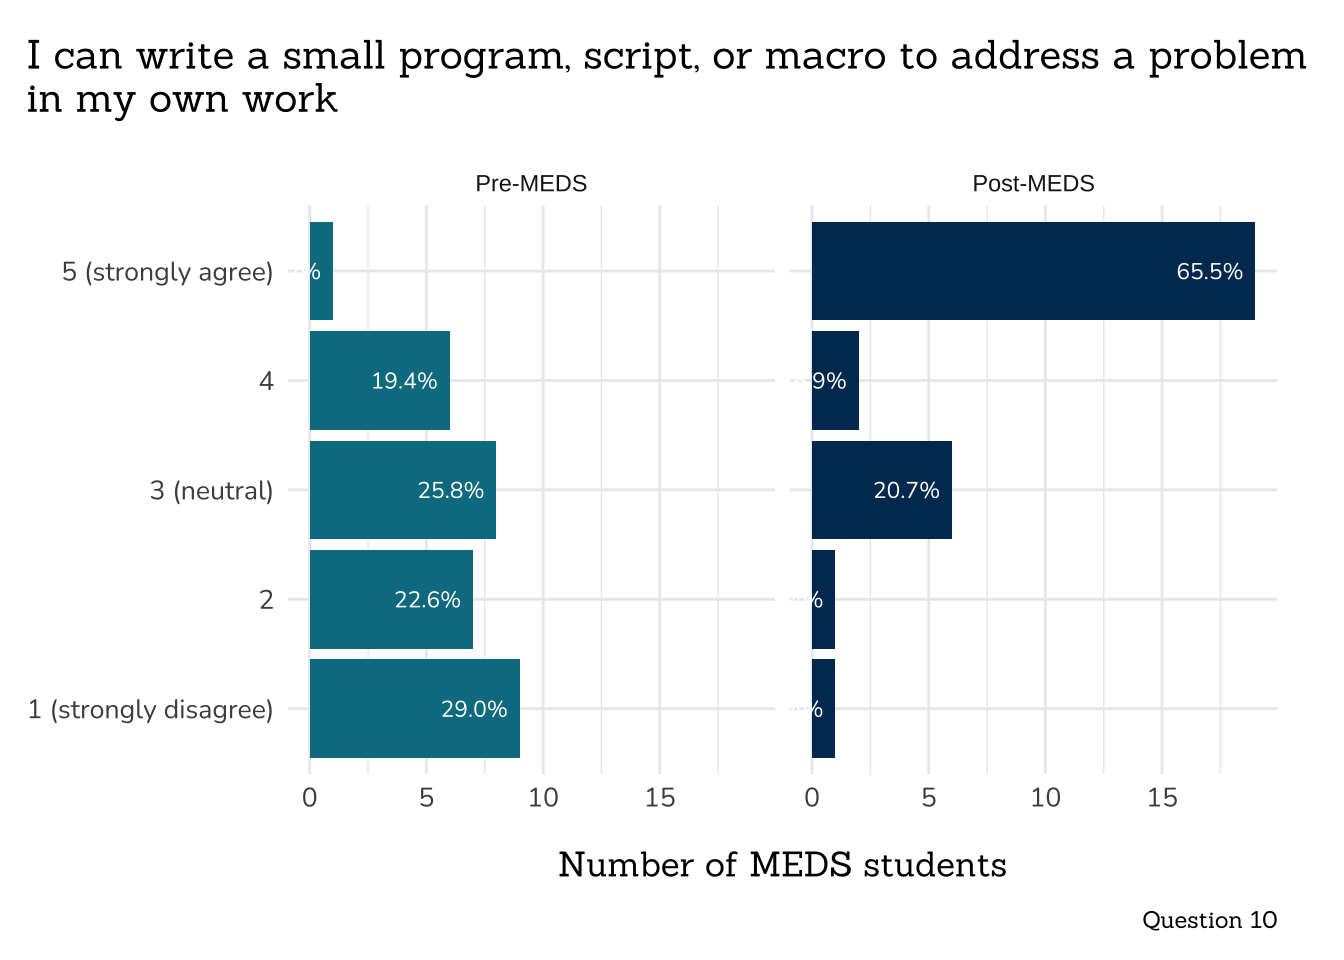 I can write a small program, script, or macro to address a problem
in my own work
Pre-MEDS
Post-MEDS
5 (strongly agree)
65.5%
4
19.4%
9%
3 (neutral)
25.8%
20.7%
2
22.6%
%
1 (strongly disagree)
29.0%
%
0 5 10 15
0 5 10 15
Number of MEDS students
Question 10